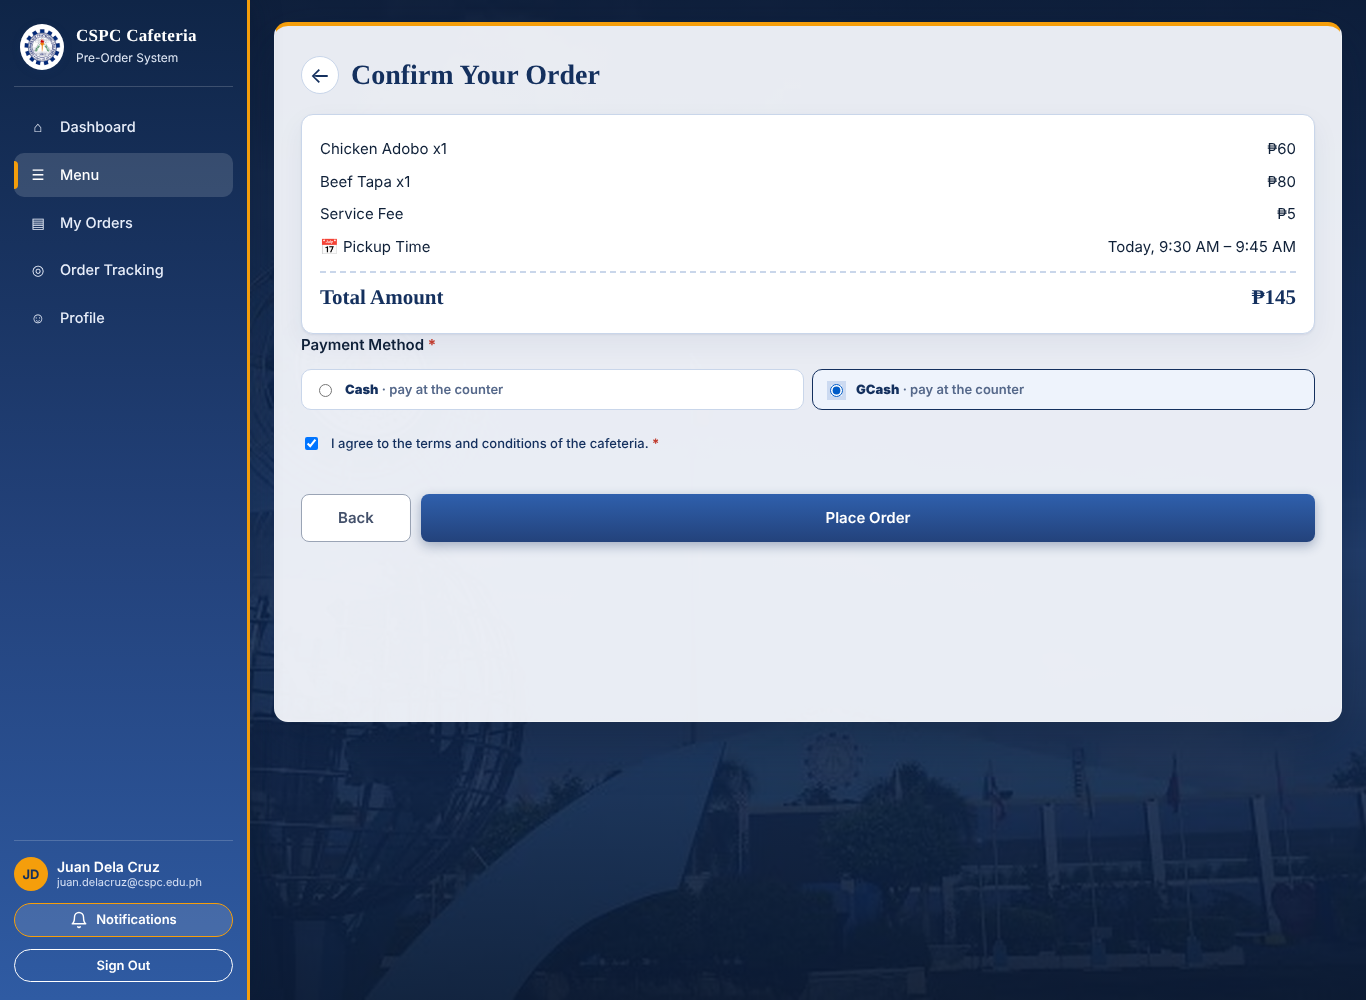 CSPC Cafeteria
Pre-Order System
Dashboard
Menu
My Orders
Order Tracking
Profile
Juan Dela Cruz
JD
juan.delacruz@cspc.edu.ph
Notifications
Sign Out
Confirm Your Order
Chicken Adobo x1 ₱60
Beef Tapa x1 ₱80
Service Fee ₱5
📅 Pickup Time Today, 9:30 AM – 9:45 AM
Total Amount ₱145
Payment Method *
Cash · pay at the counter
GCash · pay at the counter
I agree to the terms and conditions of the cafeteria. *
Back
Place Order